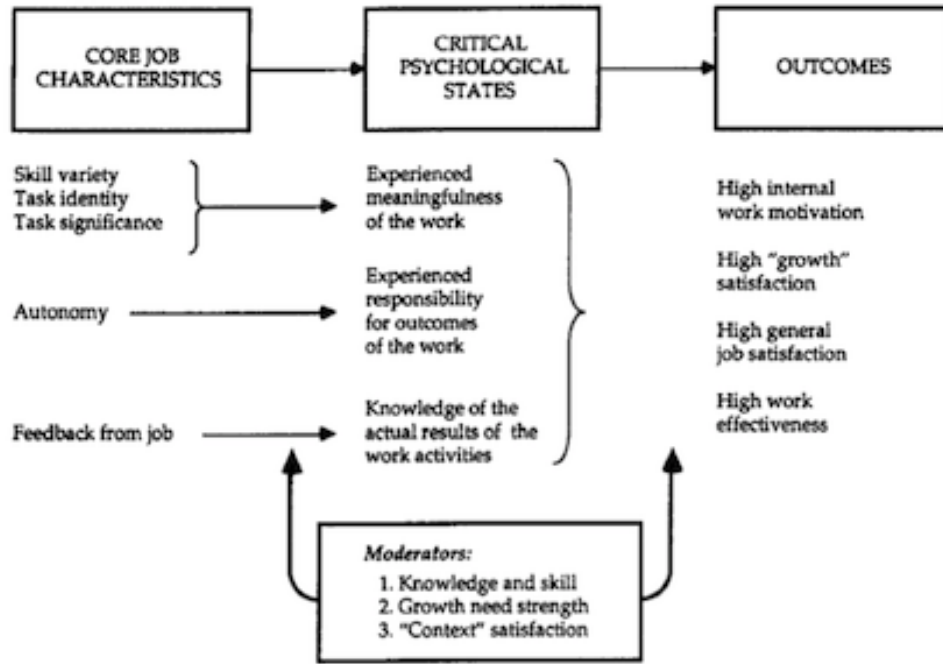 CORE JOB
CHARACTERISTICS
CRITICAL
PSYCHOLOGICAL
STATES
OUTCOMES
Skill variety
Task identity
Task significance
Experienced
meaningfulness
of the work
High internal
work motivation
Autonomy
Experienced
responsibility
for outcomes
of the work
High "growth"
satisfaction
High general
job satisfaction
Feedback from job
Knowledge of the
actual results of the
work activities
High work
effectiveness
Moderators:
1. Knowledge and skill
2. Growth need strength
3. "Context" satisfaction